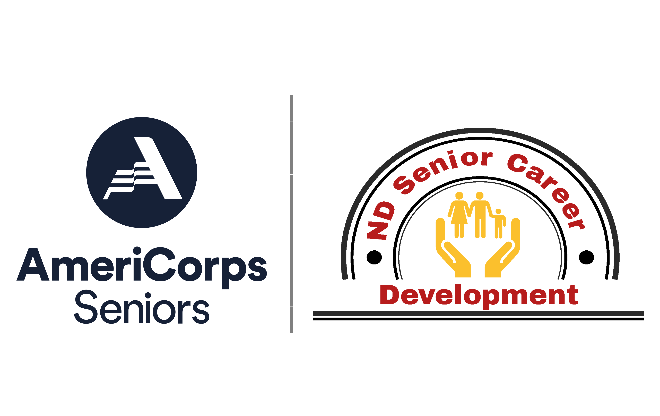 AmeriCorps
Seniors
ND Senior Career
Development